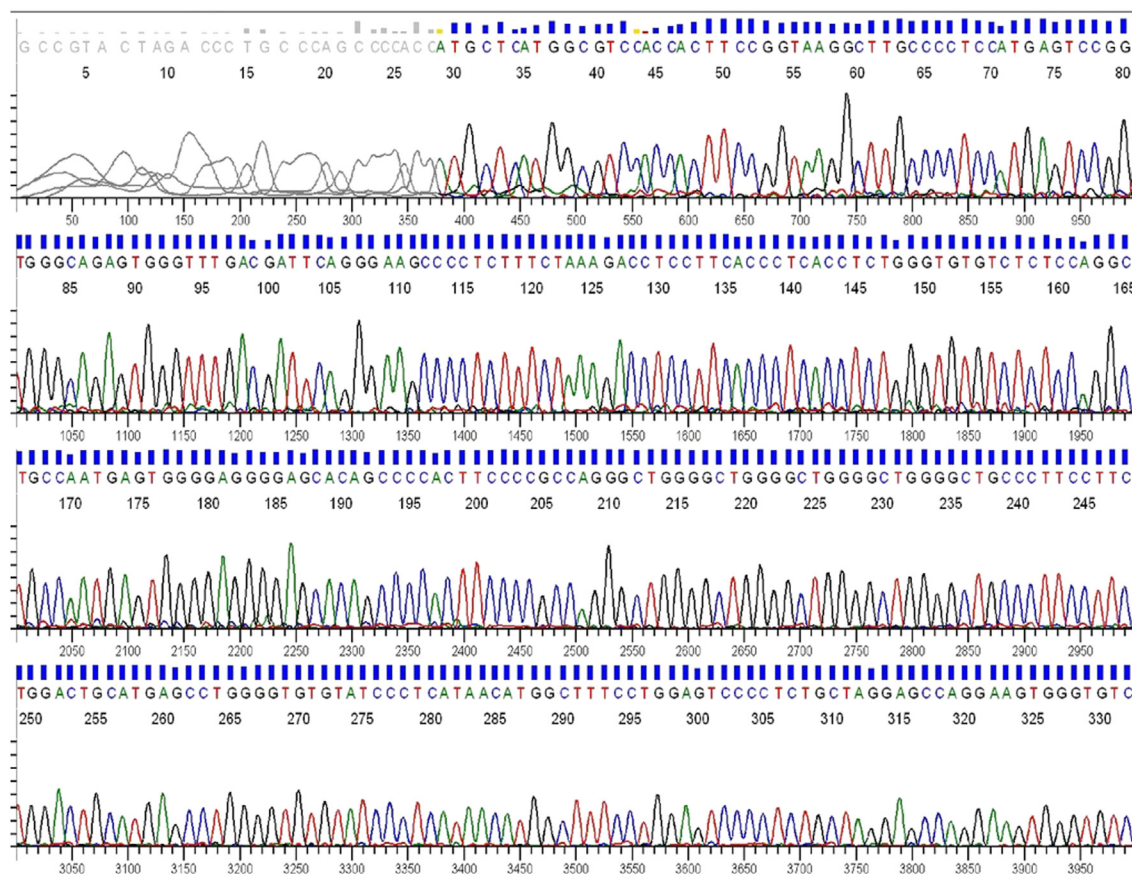 GCCGTA CTAGA CCC TG CCCAGC CCCACCATGCTCATGGCGTCCACCACTTCCGGTAAGGCTTGCCCCTCCATGAGTCCGG
5 10 15 20 25 30 35 40 45 50 55 60 65 70 75 80
50 100 150 200 250 300 350 400 450 500 550 600 650 700 750 800 850 900 950
TGGGCAGAGTGGGTTTGACGATTCAGGGAAGCCCCTCTTTCTAAAGACCTCCTTCACCCTCACCTCTGGGTGTGTCTCTCCAGGC
85 90 95 100 105 110 115 120 125 130 135 140 145 150 155 160 165
1050 1100 1150 1200 1250 1300 1350 1400 1450 1500 1550 1600 1650 1700 1750 1800 1850 1900 1950
TGCCAATGAGTGGGGAGGGGAGCACAGCCCCCACTTCCCCGCCAGGGCTGGGGCTGGGGCTGGGGCTGGGGCTGCCCTTCCTTC
170 175 180 185 190 195 200 205 210 215 220 225 230 235 240 245
2050 2100 2150 2200 2250 2300 2350 2400 2450 2500 2550 2600 2650 2700 2750 2800 2850 2900 2950
TGGACTGCATGAGCCTGGGGTGTGTATCCCTCATAACATGGCTTTCCTGGAGTCCCCTCTGCTAGGAGCCAGGAAGTGGGTGTC
250 255 260 265 270 275 280 285 290 295 300 305 310 315 320 325 330
3050 3100 3150 3200 3250 3300 3350 3400 3450 3500 3550 3600 3650 3700 3750 3800 3850 3900 3950